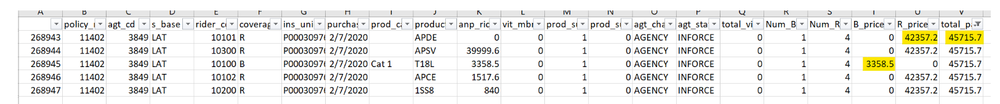 A B C D E F G H I J K L M N O P Q R S T U V
policy_ agt_cd s_base rider_c coverag ins_uni purchas prod_ca product anp_ric vit_mbr prod_su prod_su agt_cha agt_sta total_vi Num_B Num_R B_price R_price total_p
268943 11402 3849 LAT 10101 R P0003097 2/7/2020 APDE 0 0 1 0 AGENCY INFORCE 0 1 4 0 42357.2 45715.7
268944 11402 3849 LAT 10300 R P0003097 2/7/2020 APSV 39999.6 0 1 0 AGENCY INFORCE 0 1 4 0 42357.2 45715.7
268945 11402 3849 LAT 10100 B P0003097 2/7/2020 Cat 1 T18L 3358.5 0 1 0 AGENCY INFORCE 0 1 4 3358.5 0 45715.7
268946 11402 3849 LAT 10102 R P0003097 2/7/2020 APCE 1517.6 0 1 0 AGENCY INFORCE 0 1 4 0 42357.2 45715.7
268947 11402 3849 LAT 10200 R P0003097 2/7/2020 1SS8 840 0 1 0 AGENCY INFORCE 0 1 4 0 42357.2 45715.7